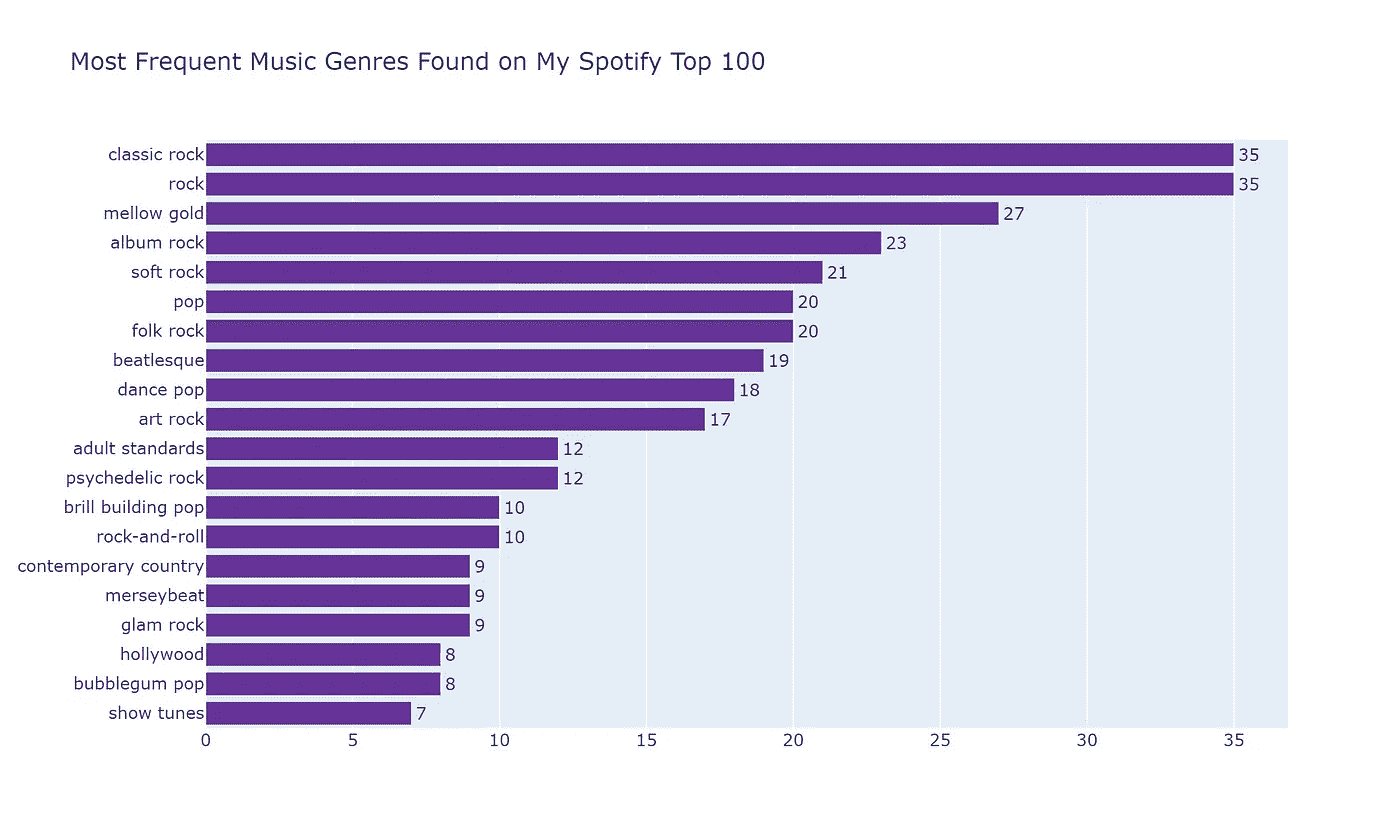 Most Frequent Music Genres Found on My Spotify Top 100
classic rock 35
rock 35
mellow gold 27
album rock 23
soft rock 21
pop 20
folk rock 20
beatlesque 19
dance pop 18
art rock 17
adult standards 12
psychedelic rock 12
brill building pop 10
rock-and-roll 10
contemporary country 9
merseybeat 9
glam rock 9
hollywood 8
bubblegum pop 8
show tunes 7
0 5 10 15 20 25 30 35